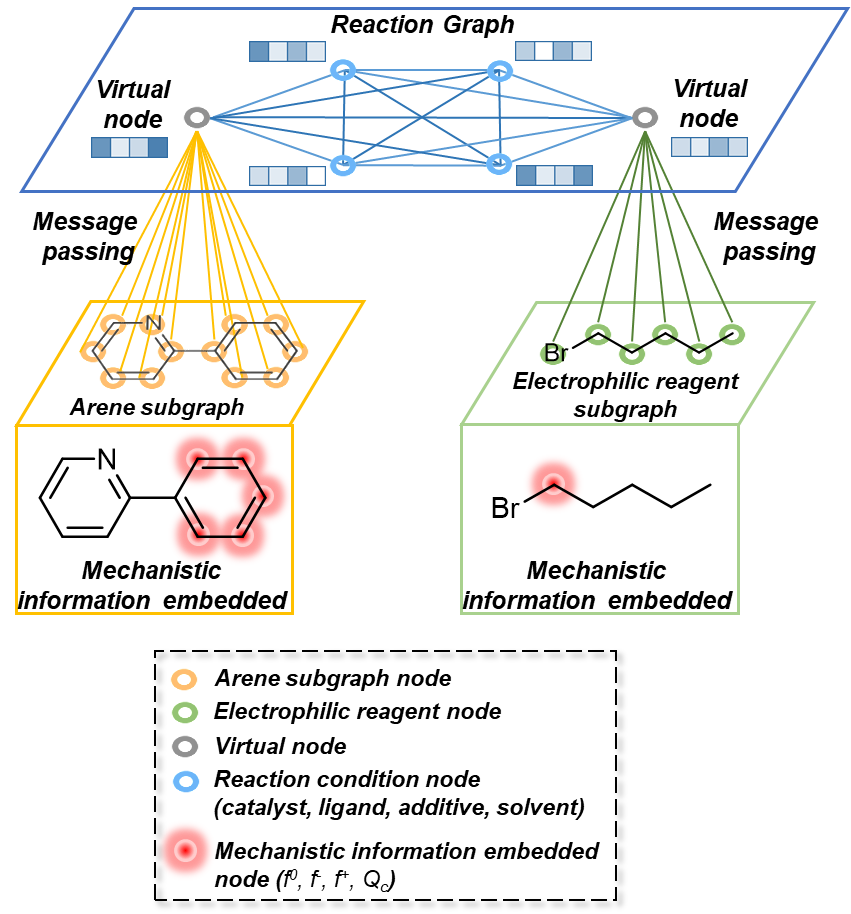 Reaction Graph
Virtual
node
Virtual
node
Message
passing
Message
passing
N
Br
Arene subgraph
Electrophilic reagent
subgraph
N
Br
Mechanistic
information embedded
Mechanistic
information embedded
Arene subgraph node
Electrophilic reagent node
Virtual node
Reaction condition node
(catalyst, ligand, additive, solvent)
Mechanistic information embedded
node (f⁰, f⁻, f⁺, Qc)